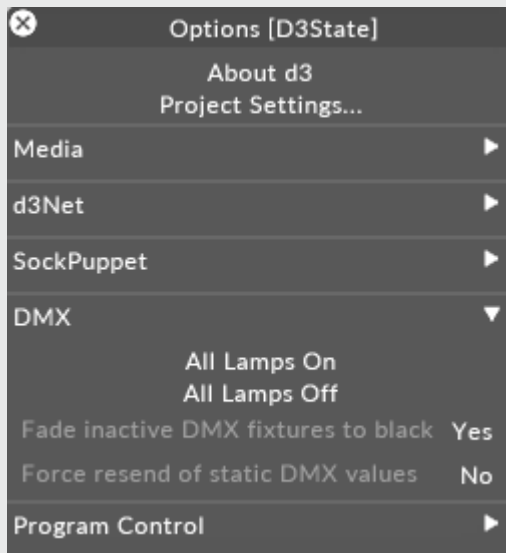 Options [D3State]
About d3
Project Settings...
Media
d3Net
SockPuppet
DMX
All Lamps On
All Lamps Off
Fade inactive DMX fixtures to black Yes
Force resend of static DMX values No
Program Control